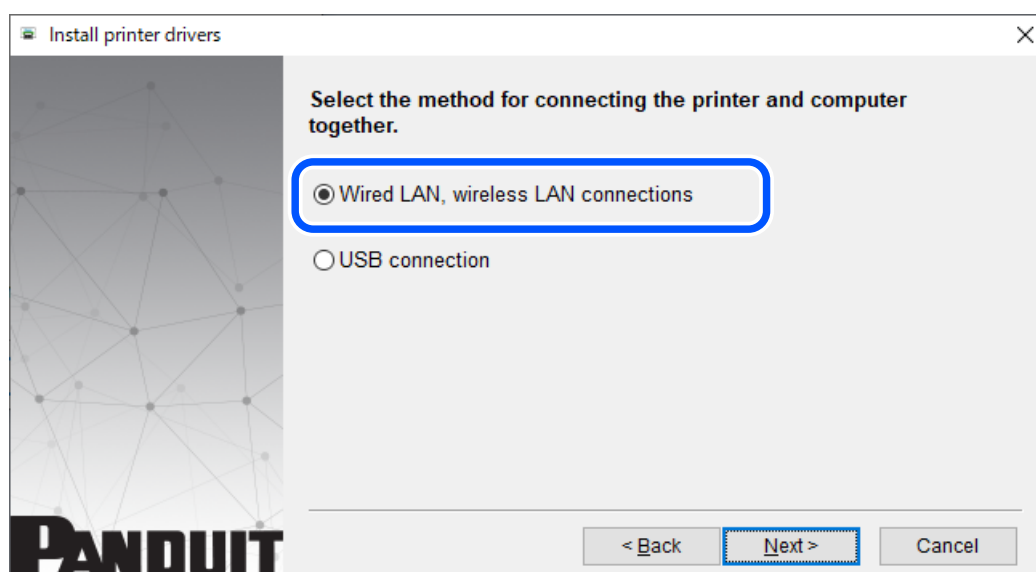 Install printer drivers
Select the method for connecting the printer and computer
together.
Wired LAN, wireless LAN connections
USB connection
PANDUIT
< Back
Next >
Cancel